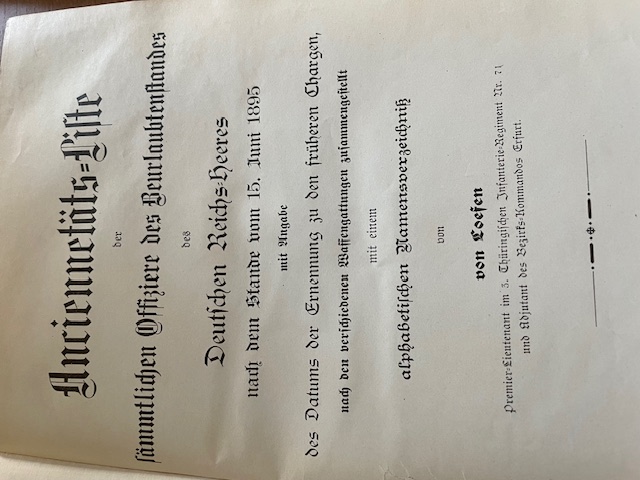 Anciennetäts-Liste
der
sämmtlichen Offiziere des Beurlaubtenstandes
des
Deutschen Reichs-Heeres
nach dem Stande vom 15. Juni 1895
mit Angabe
des Datums der Ernennung zu den früheren Chargen,
nach den verschiedenen Waffengattungen zusammengestellt
mit einem
alphabetischen Namensverzeichniß
von
von Loefen
Premier-Lieutenant im 3. Thüringischen Infanterie-Regiment Nr. 71
und Adjutant des Bezirks-Kommandos Erfurt.